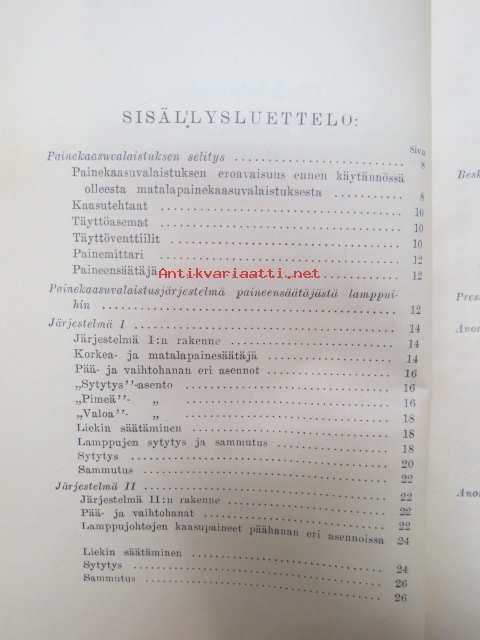 SISÄLLYSLUETTELO:
Sivu
Painekaasuvalaistuksen selitys 8
Painekaasuvalaistuksen eroavaisuus ennen käytännössä
olleesta matalapainekaasuvalaistuksesta 8
Kaasutehtaat 10
Täyttöasemat 10
Täyttöventtiilit 10
Painemittari 12
Paineensäätäjä 12
Antikvariaatti.net
Painekaasuvalaistusjärjestelmä paineensäätäjästä lamppui-
hin 12
Järjestelmä I 14
Järjestelmä I:n rakenne 14
Korkea- ja matalapainesäätäjä 14
Pää- ja vaihtohanan eri asennot 16
„Sytytys"-asento 16
„Pimeä"- „ 16
„Valoa"- „ 18
Liekin säätäminen 18
Lamppujen sytytys ja sammutus 18
Sytytys 20
Sammutus 22
Järjestelmä II 22
Järjestelmä II:n rakenne 22
Pää- ja vaihtohanat 22
Lamppujohtojen kaasupaineet päähanan eri asennoissa 24
Liekin säätäminen 24
Sytytys 26
Sammutus 26
Besk
Pres
Anor
Anor